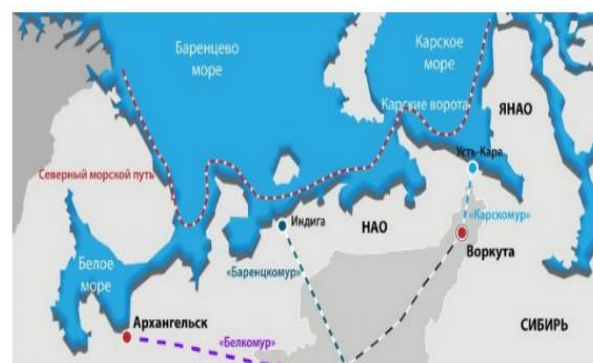 Баренцево
море
Карское
море
Карские ворота
ЯНАО
Усть-Кара
Северный морской путь
Индига
НАО
«Карскомур»
Воркута
Белое
море
«Баренцкомур»
Архангельск
«Белкомур»
СИБИРЬ